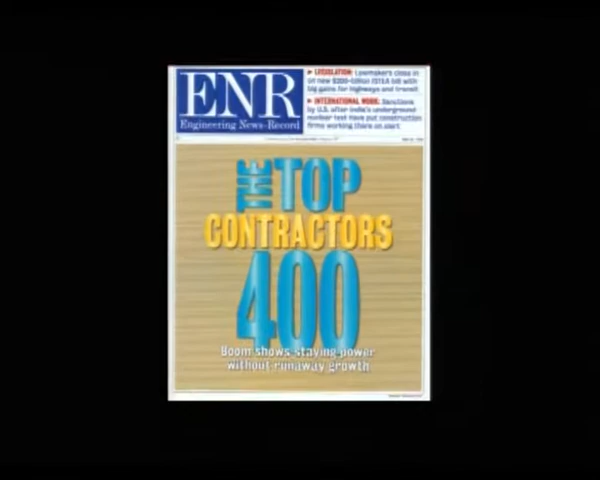 ENR
Engineering News-Record
▶ LEGISLATION: Lawmakers close in
on new $200-billion ISTEA bill with
big gains for highways and transit
▶ INTERNATIONAL WORK: Sanctions
by U.S. after India's underground
nuclear test have put construction
firms working there on alert
THE TOP
CONTRACTORS
400
Boom shows staying power
without runaway growth